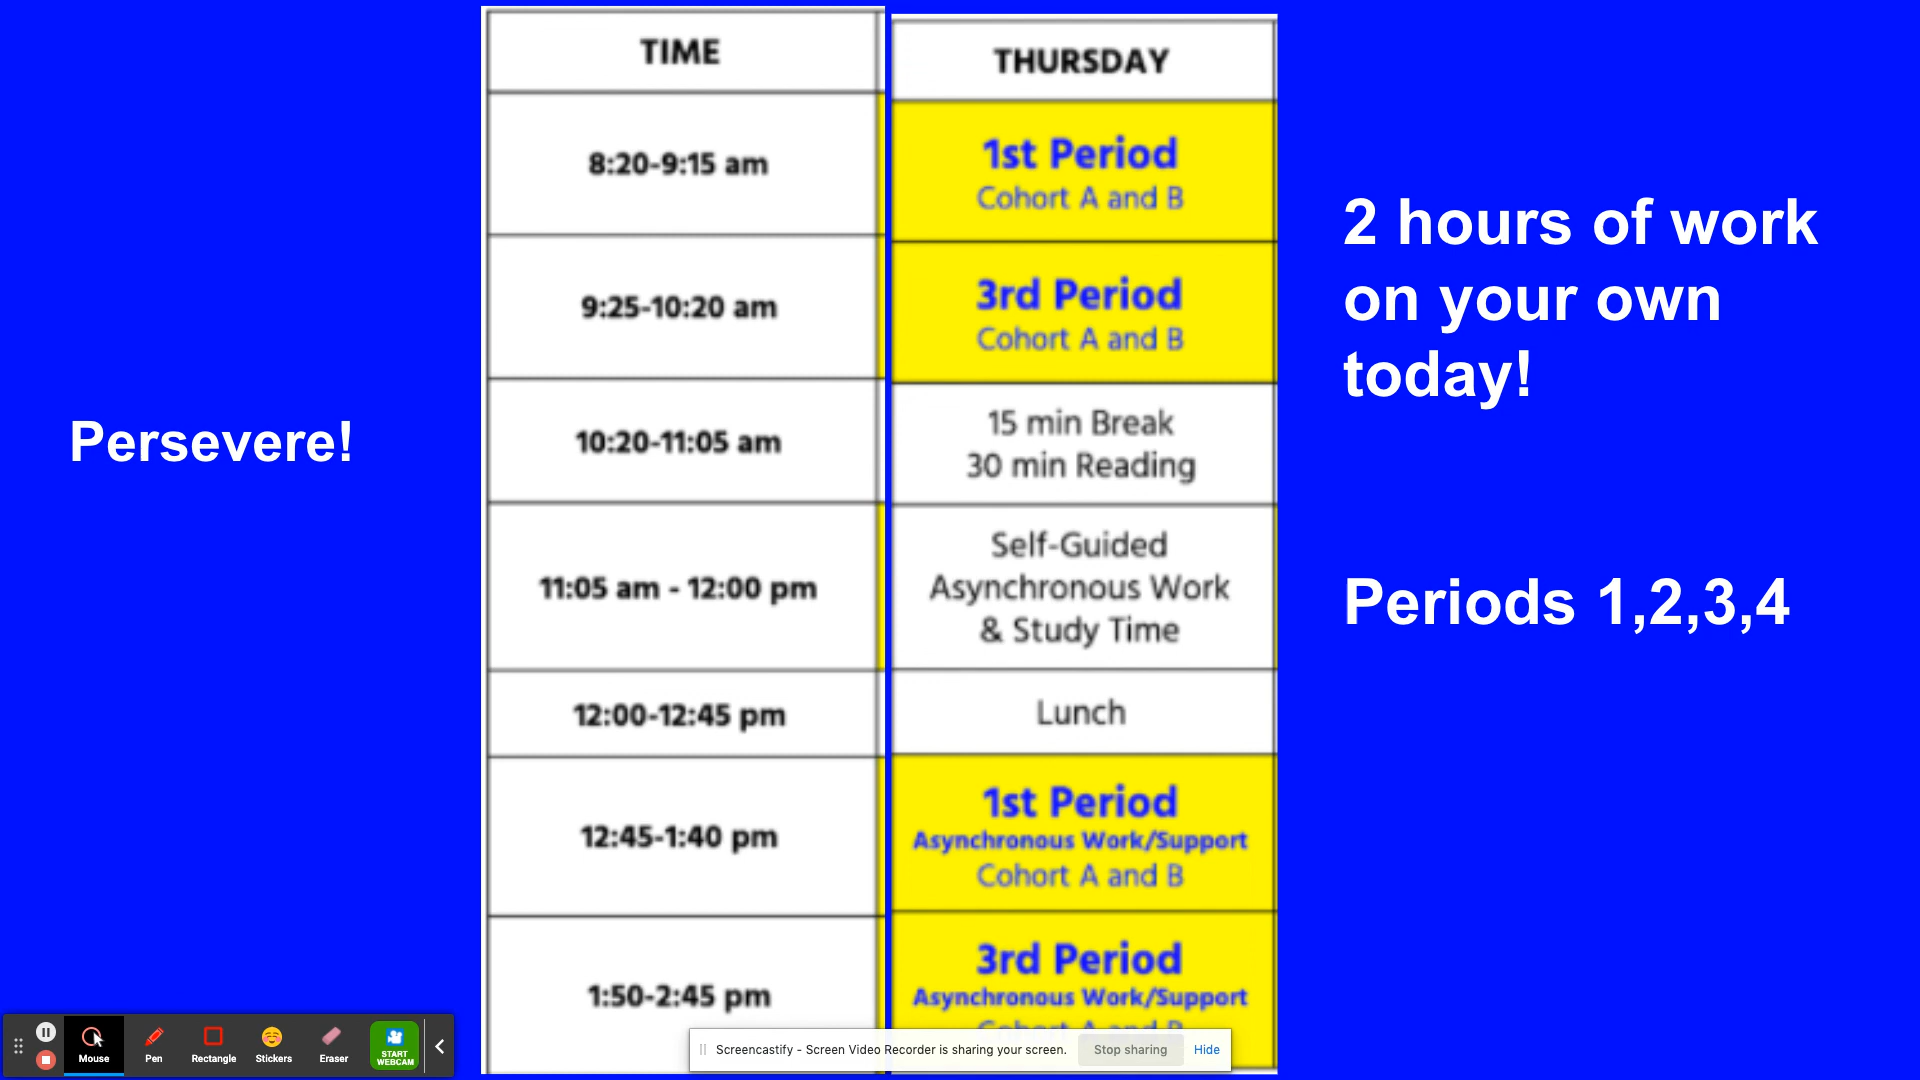 Persevere!
TIME
THURSDAY
8:20-9:15 am
1st Period
Cohort A and B
9:25-10:20 am
3rd Period
Cohort A and B
10:20-11:05 am
15 min Break
30 min Reading
11:05 am - 12:00 pm
Self-Guided
Asynchronous Work
& Study Time
12:00-12:45 pm
Lunch
12:45-1:40 pm
1st Period
Asynchronous Work/Support
Cohort A and B
1:50-2:45 pm
3rd Period
Asynchronous Work/Support
Cohort A and B
2 hours of work
on your own
today!
Periods 1,2,3,4
Mouse
Pen
Rectangle
Stickers
Eraser
START
WEBCAM
Screencastify - Screen Video Recorder is sharing your screen.
Stop sharing
Hide